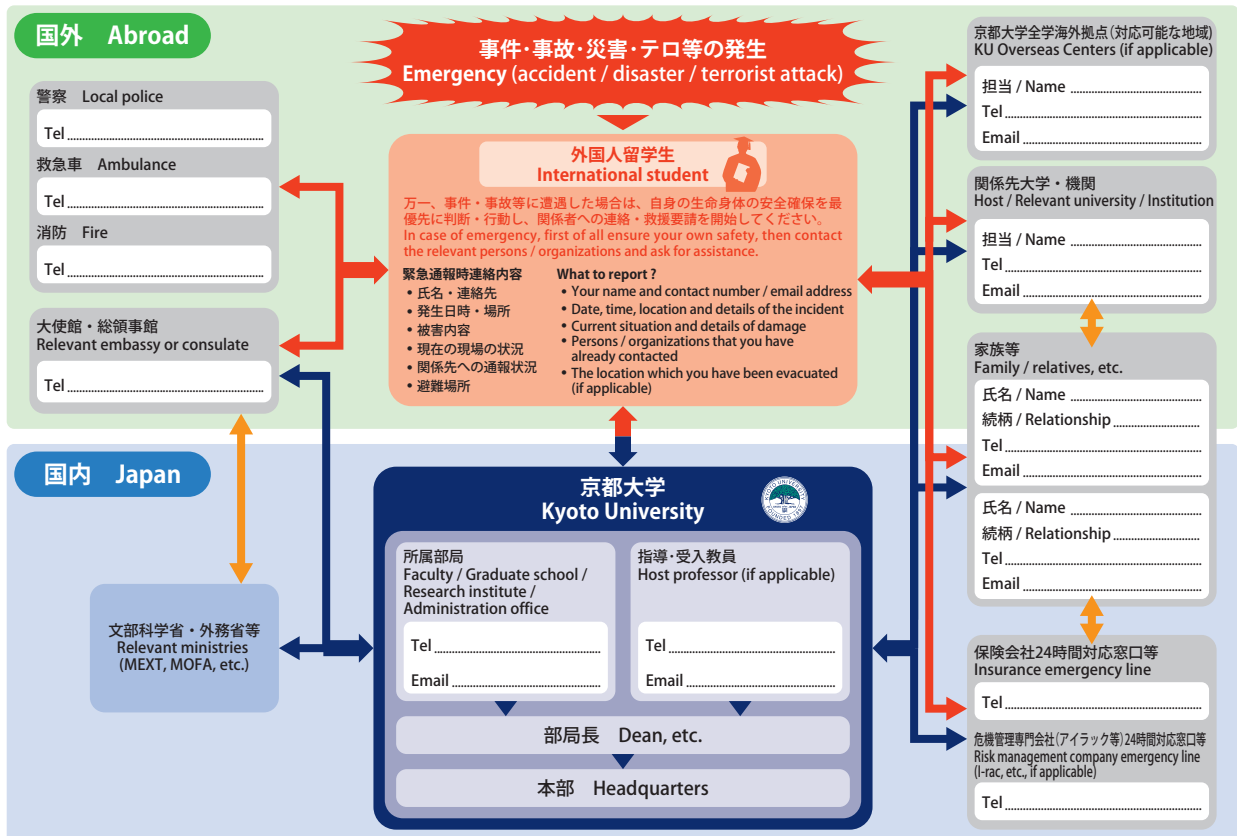 国外 Abroad
事件・事故・災害・テロ等の発生
Emergency (accident / disaster / terrorist attack)
警察 Local police
Tel
救急車 Ambulance
Tel
消防 Fire
Tel
大使館・総領事館
Relevant embassy or consulate
Tel
外国人留学生
International student
万一、事件・事故等に遭遇した場合は、自身の生命身体の安全確保を最
優先に判断・行動し、関係者への連絡・救援要請を開始してください。
In case of emergency, first of all ensure your own safety, then contact
the relevant persons / organizations and ask for assistance.
緊急通報時連絡内容
• 氏名・連絡先
• 発生日時・場所
• 被害内容
• 現在の現場の状況
• 関係先への通報状況
• 避難場所
What to report ?
• Your name and contact number / email address
• Date, time, location and details of the incident
• Current situation and details of damage
• Persons / organizations that you have
already contacted
• The location which you have been evacuated
(if applicable)
京都大学全学海外拠点(対応可能な地域)
KU Overseas Centers (if applicable)
担当 / Name
Tel
Email
関係先大学・機関
Host / Relevant university / Institution
担当 / Name
Tel
Email
家族等
Family / relatives, etc.
氏名 / Name
続柄 / Relationship
Tel
Email
氏名 / Name
続柄 / Relationship
Tel
Email
保険会社24時間対応窓口等
Insurance emergency line
Tel
危機管理専門会社(アイラック等)24時間対応窓口等
Risk management company emergency line
(I-rac, etc., if applicable)
Tel
国内 Japan
文部科学省・外務省等
Relevant ministries
(MEXT, MOFA, etc.)
京都大学
Kyoto University
KYOTO UNIVERSITY
FOUNDED 1897
所属部局
Faculty / Graduate school /
Research institute /
Administration office
Tel
Email
指導・受入教員
Host professor (if applicable)
Tel
Email
部局長 Dean, etc.
本部 Headquarters